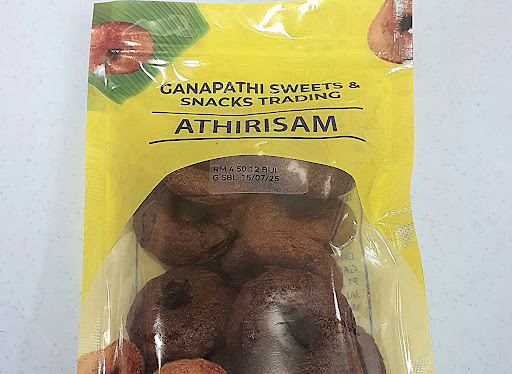 GANAPATHI SWEETS &
SNACKS TRADING
ATHIRISAM
RM 4.50 12 BIJI
G SBL 15/07/25